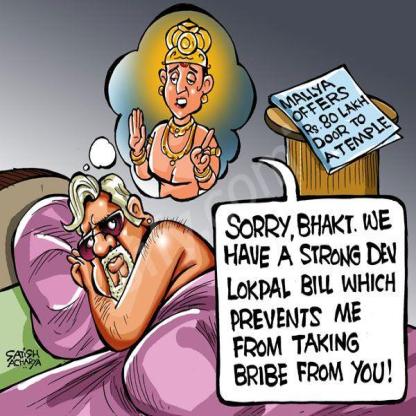 MALLYA
OFFERS
Rs. 80 LAKH
DOOR TO
A TEMPLE
SORRY, BHAKT. WE
HAVE A STRONG DEV
LOKPAL BILL WHICH
PREVENTS ME
FROM TAKING
BRIBE FROM YOU!
SATISH
ACHARYA